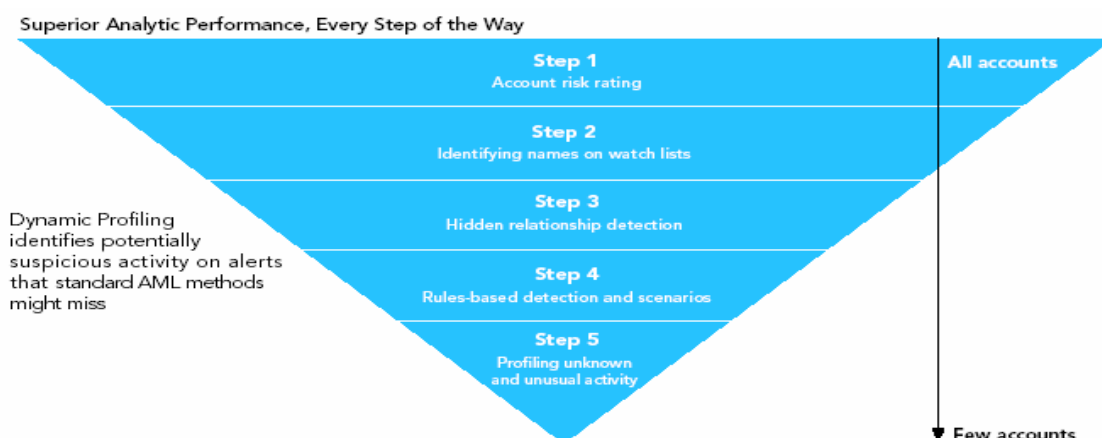 Superior Analytic Performance, Every Step of the Way
Step 1
Account risk rating
All accounts
Step 2
Identifying names on watch lists
Step 3
Hidden relationship detection
Dynamic Profiling
identifies potentially
suspicious activity on alerts
that standard AML methods
might miss
Step 4
Rules-based detection and scenarios
Step 5
Profiling unknown
and unusual activity
Few accounts